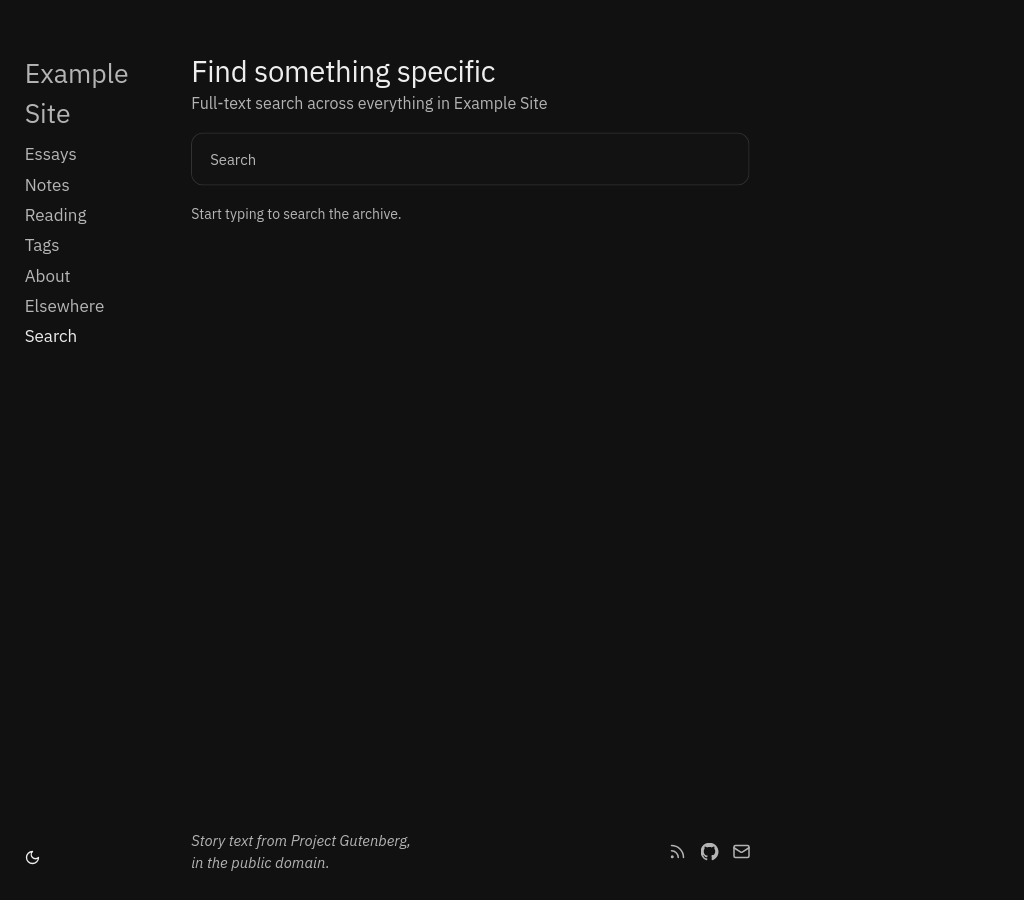 Example
Site
Essays
Notes
Reading
Tags
About
Elsewhere
Search
Find something specific
Full-text search across everything in Example Site
Search
Start typing to search the archive.
Story text from Project Gutenberg,
in the public domain.